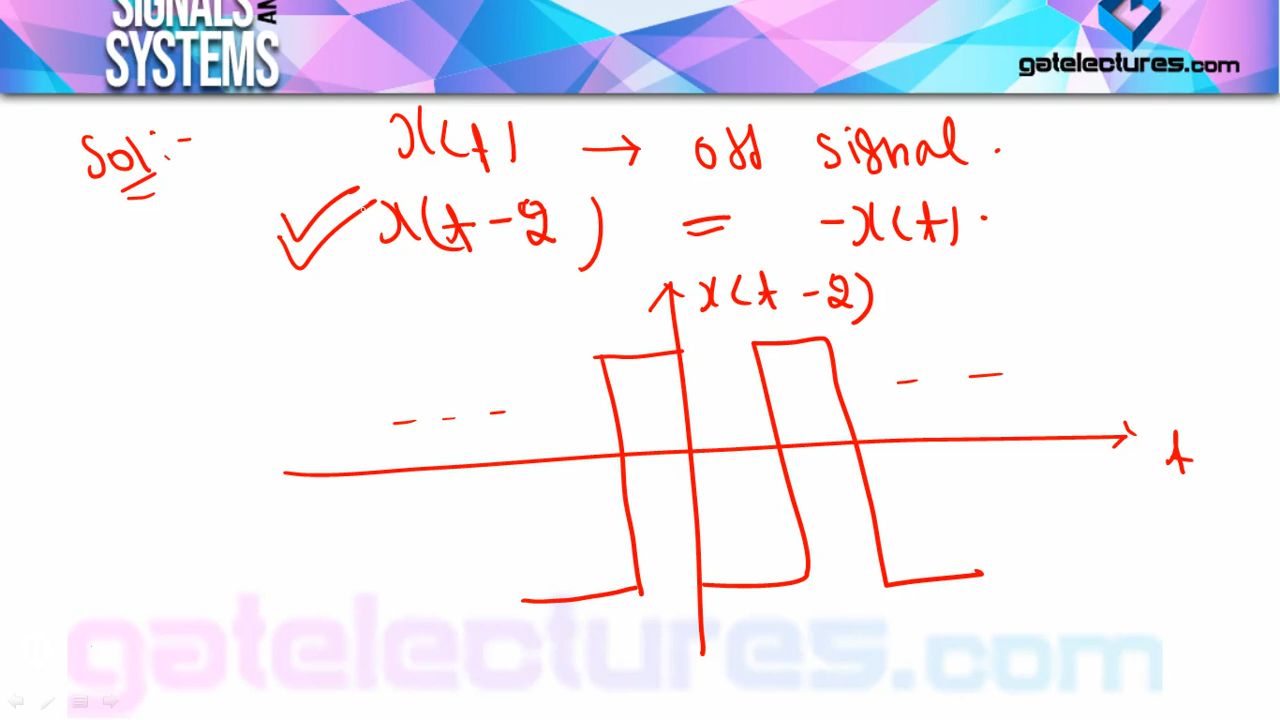 SIGNALS AND
SYSTEMS
gatelectures.com
Sol:-
x(t) → odd signal.
x(t-2) = -x(t).
x(t-2)
t
gatelectures.com